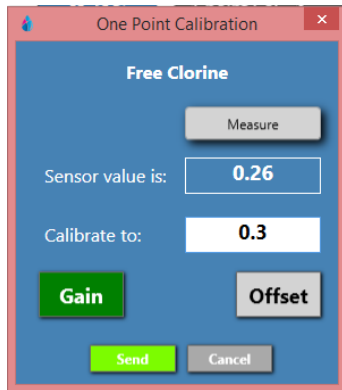 One Point Calibration
Free Clorine
Measure
Sensor value is: 0.26
Calibrate to: 0.3
Gain Offset
Send Cancel